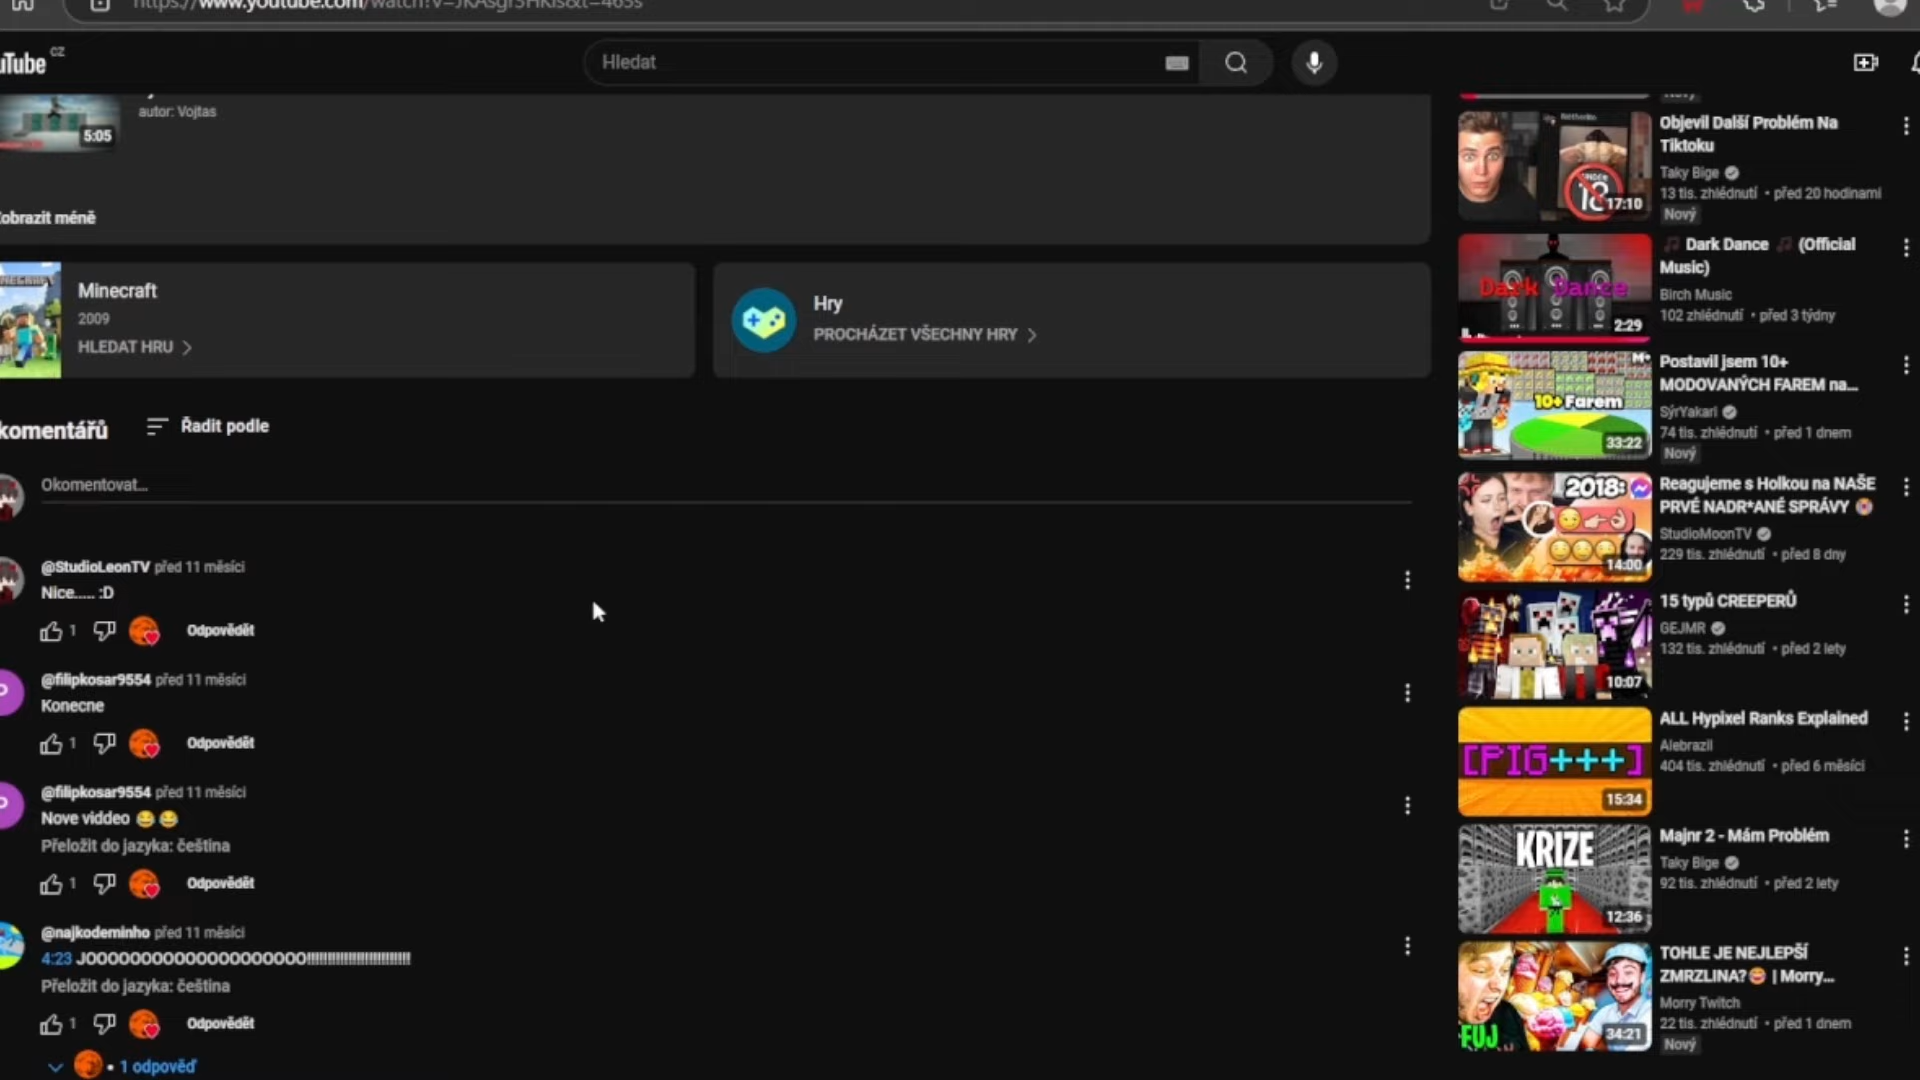 https://www.youtube.com/watch?v=JKAsgr5HKls&t=465s
uTube CZ
Hledat
5:05
autor: Vojtas
obrazit méně
MINECRAFT
Minecraft
2009
HLEDAT HRU
Hry
PROCHÁZET VŠECHNY HRY
komentářů
Řadit podle
Okomentovat...
@StudioLeonTV před 11 měsíci
Nice..... :D
1
Odpovědět
P
@filipkosar9554 před 11 měsíci
Konecne
1
Odpovědět
P
@filipkosar9554 před 11 měsíci
Nove viddeo 😂😂
Přeložit do jazyka: čeština
1
Odpovědět
@najkodeminho před 11 měsíci
4:23 JOOOOOOOOOOOOOOOOOOOO!!!!!!!!!!!!!!!!!!!!!!!!!!!!
Přeložit do jazyka: čeština
1
Odpovědět
• 1 odpověď
Nový
17:10
Objevil Další Problém Na
Tiktoku
Taky Bige
13 tis. zhlédnutí • před 20 hodinami
Nový
Dark Dance
2:29
🎵 Dark Dance 🎵 (Official
Music)
Birch Music
102 zhlédnutí • před 3 týdny
10+ Farem
33:22
Postavil jsem 10+
MODOVANÝCH FAREM na...
SýrYakari
74 tis. zhlédnutí • před 1 dnem
Nový
2018:
14:00
Reagujeme s Holkou na NAŠE
PRVÉ NADR*ANÉ SPRÁVY
StudioMoonTV
229 tis. zhlédnutí • před 8 dny
10:07
15 typů CREEPERŮ
GEJMR
132 tis. zhlédnutí • před 2 lety
[PIG+++]
15:34
ALL Hypixel Ranks Explained
Alebrazil
404 tis. zhlédnutí • před 6 měsíci
KRIZE
12:36
Majnr 2 - Mám Problém
Taky Bige
92 tis. zhlédnutí • před 2 lety
FUJ
34:21
TOHLE JE NEJLEPŠÍ
ZMRZLINA?😂 | Morry...
Morry Twitch
22 tis. zhlédnutí • před 1 dnem
Nový